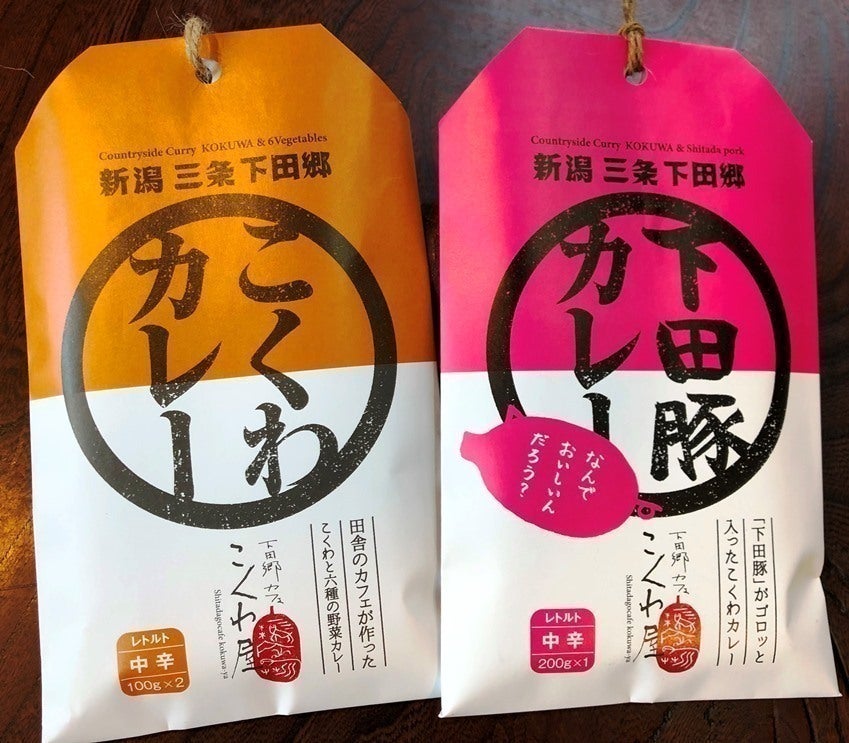 Countryside Curry KOKUWA & 6Vegetables
新潟 三条 下田郷
こくわ
カレー
田舎のカフェが作った
こくわと六種の野菜カレー
下田郷カフェ
こくわ屋
Shitadagocafe kokuwa-ya
レトルト
中辛
100g×2
Countryside Curry KOKUWA & Shitada pork
新潟 三条 下田郷
下田豚
カレー
なんで
おいしいん
だろう?
「下田豚」がゴロッと
入ったこくわカレー
下田郷カフェ
こくわ屋
Shitadagocafe kokuwa-ya
レトルト
中辛
200g×1